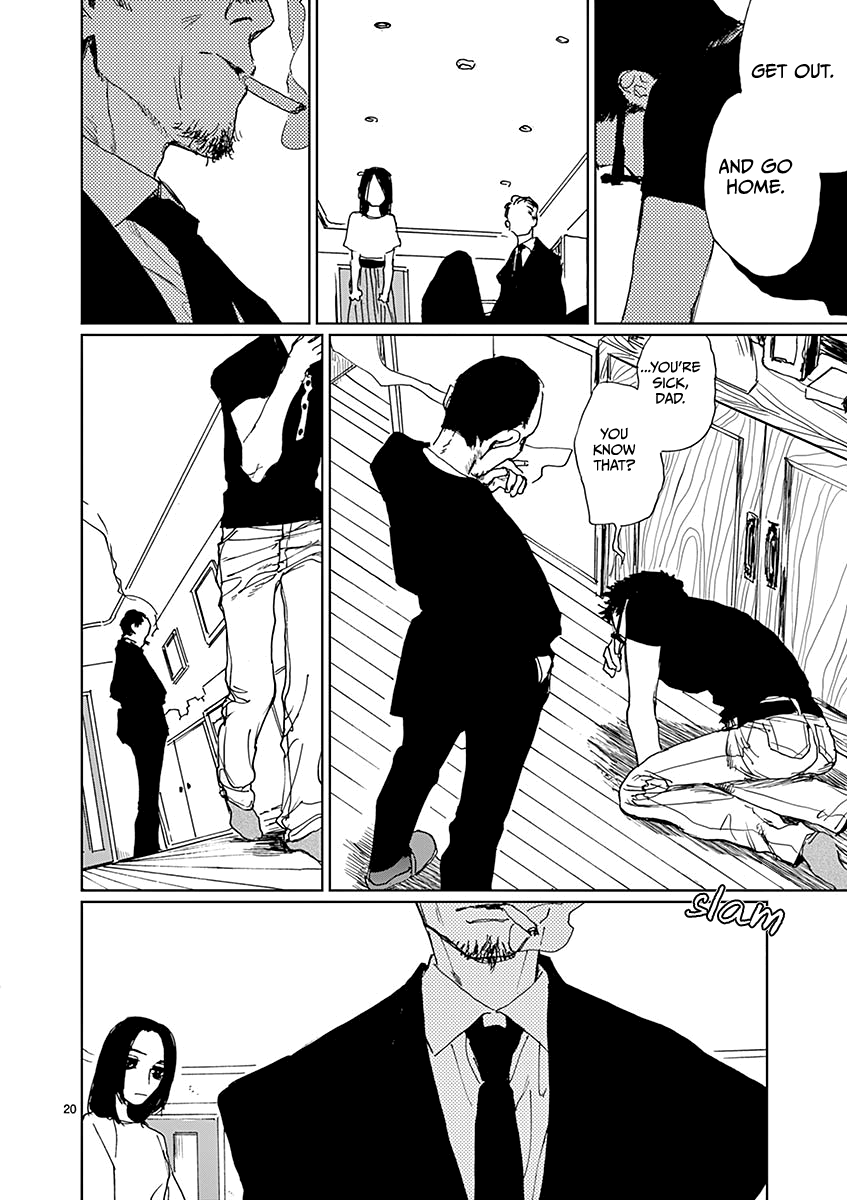 GET OUT.
AND GO
HOME.
...YOU'RE
SICK,
DAD.
YOU
KNOW
THAT?
slam
20